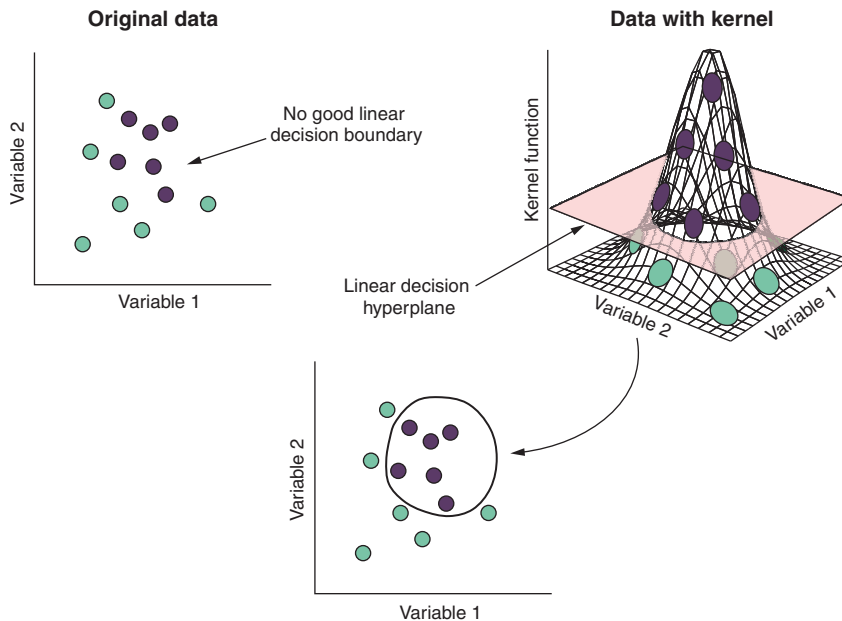 Original data
Data with kernel
Variable 2
No good linear
decision boundary
Variable 1
Kernel function
Linear decision
hyperplane
Variable 2
Variable 1
Variable 2
Variable 1